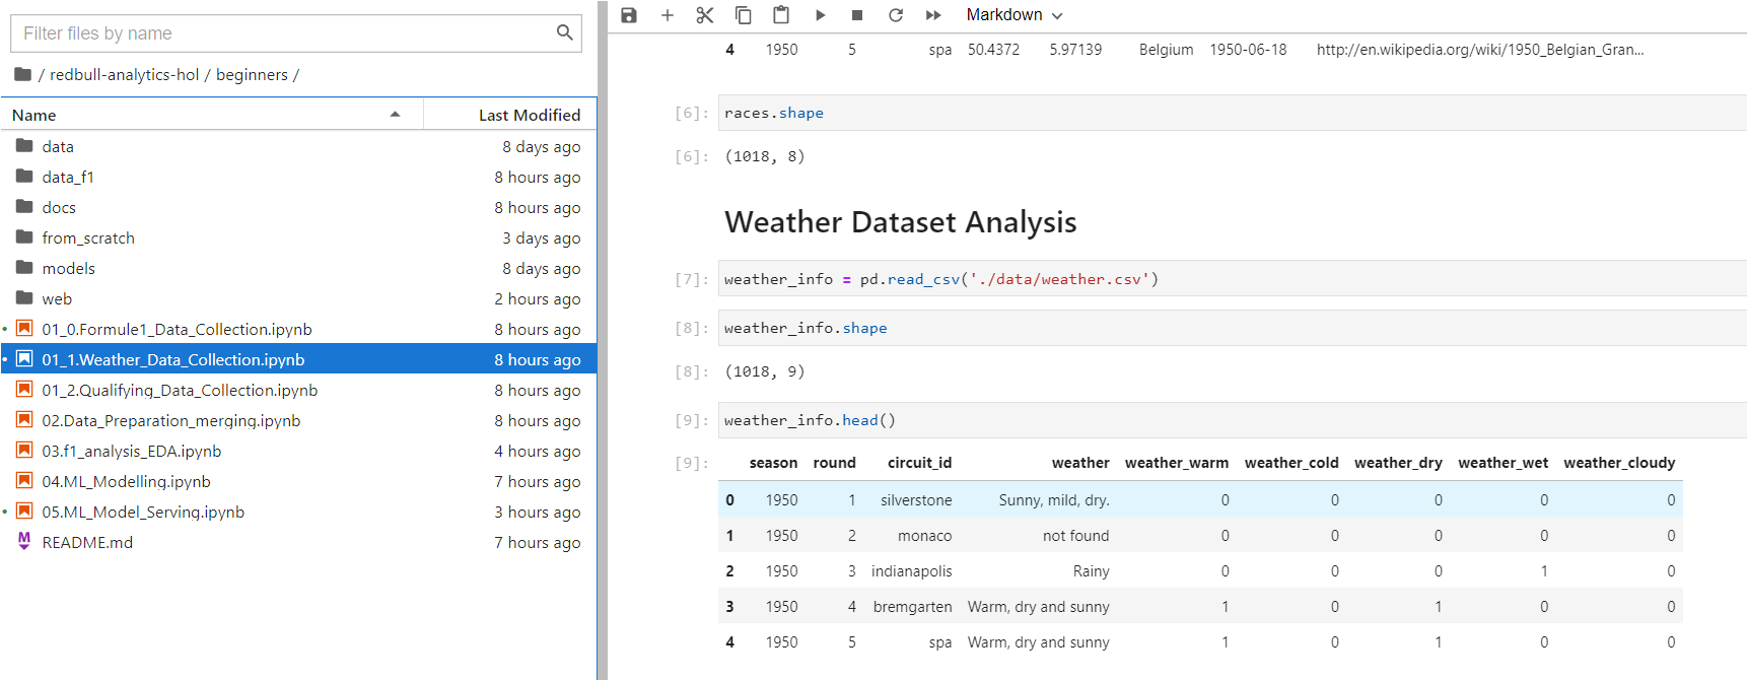 Filter files by name
/ redbull-analytics-hol / beginners /
Name Last Modified
data 8 days ago
data_f1 8 hours ago
docs 8 hours ago
from_scratch 3 days ago
models 8 days ago
web 2 hours ago
01_0.Formule1_Data_Collection.ipynb 8 hours ago
01_1.Weather_Data_Collection.ipynb 8 hours ago
01_2.Qualifying_Data_Collection.ipynb 8 hours ago
02.Data_Preparation_merging.ipynb 8 hours ago
03.f1_analysis_EDA.ipynb 4 hours ago
04.ML_Modelling.ipynb 7 hours ago
05.ML_Model_Serving.ipynb 3 hours ago
M README.md 7 hours ago
Markdown
4 1950 5 spa 50.4372 5.97139 Belgium 1950-06-18 http://en.wikipedia.org/wiki/1950_Belgian_Gran...
[6]: races.shape
[6]: (1018, 8)
Weather Dataset Analysis
[7]: weather_info = pd.read_csv('./data/weather.csv')
[8]: weather_info.shape
[8]: (1018, 9)
[9]: weather_info.head()
[9]: season round circuit_id weather weather_warm weather_cold weather_dry weather_wet weather_cloudy
0 1950 1 silverstone Sunny, mild, dry. 0 0 0 0 0
1 1950 2 monaco not found 0 0 0 0 0
2 1950 3 indianapolis Rainy 0 0 0 1 0
3 1950 4 bremgarten Warm, dry and sunny 1 0 1 0 0
4 1950 5 spa Warm, dry and sunny 1 0 1 0 0